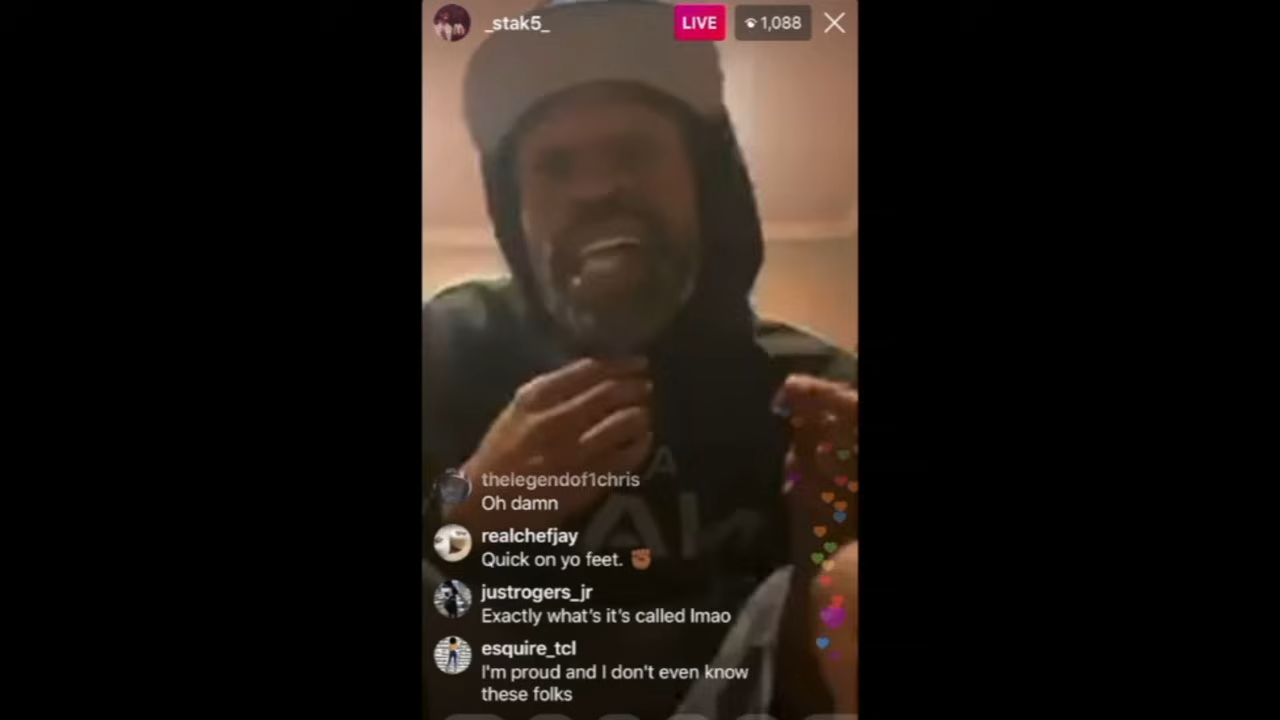 _stak5_
LIVE
1,088
thelegendof1chris
Oh damn
realchefjay
Quick on yo feet. ✊🏽
justrogers_jr
Exactly what's it's called lmao
esquire_tcl
I'm proud and I don't even know
these folks